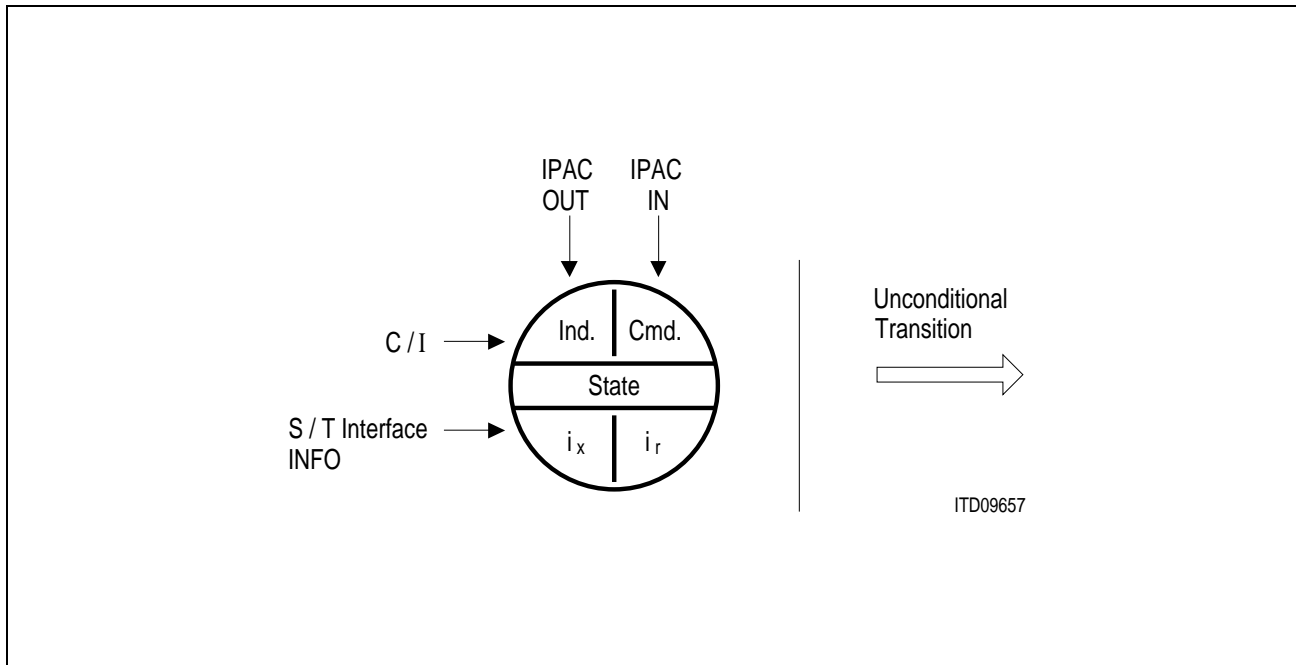 IPAC
OUT
IPAC
IN
Ind.
Cmd.
C / I
State
S / T Interface
INFO
i x
i r
Unconditional
Transition
ITD09657